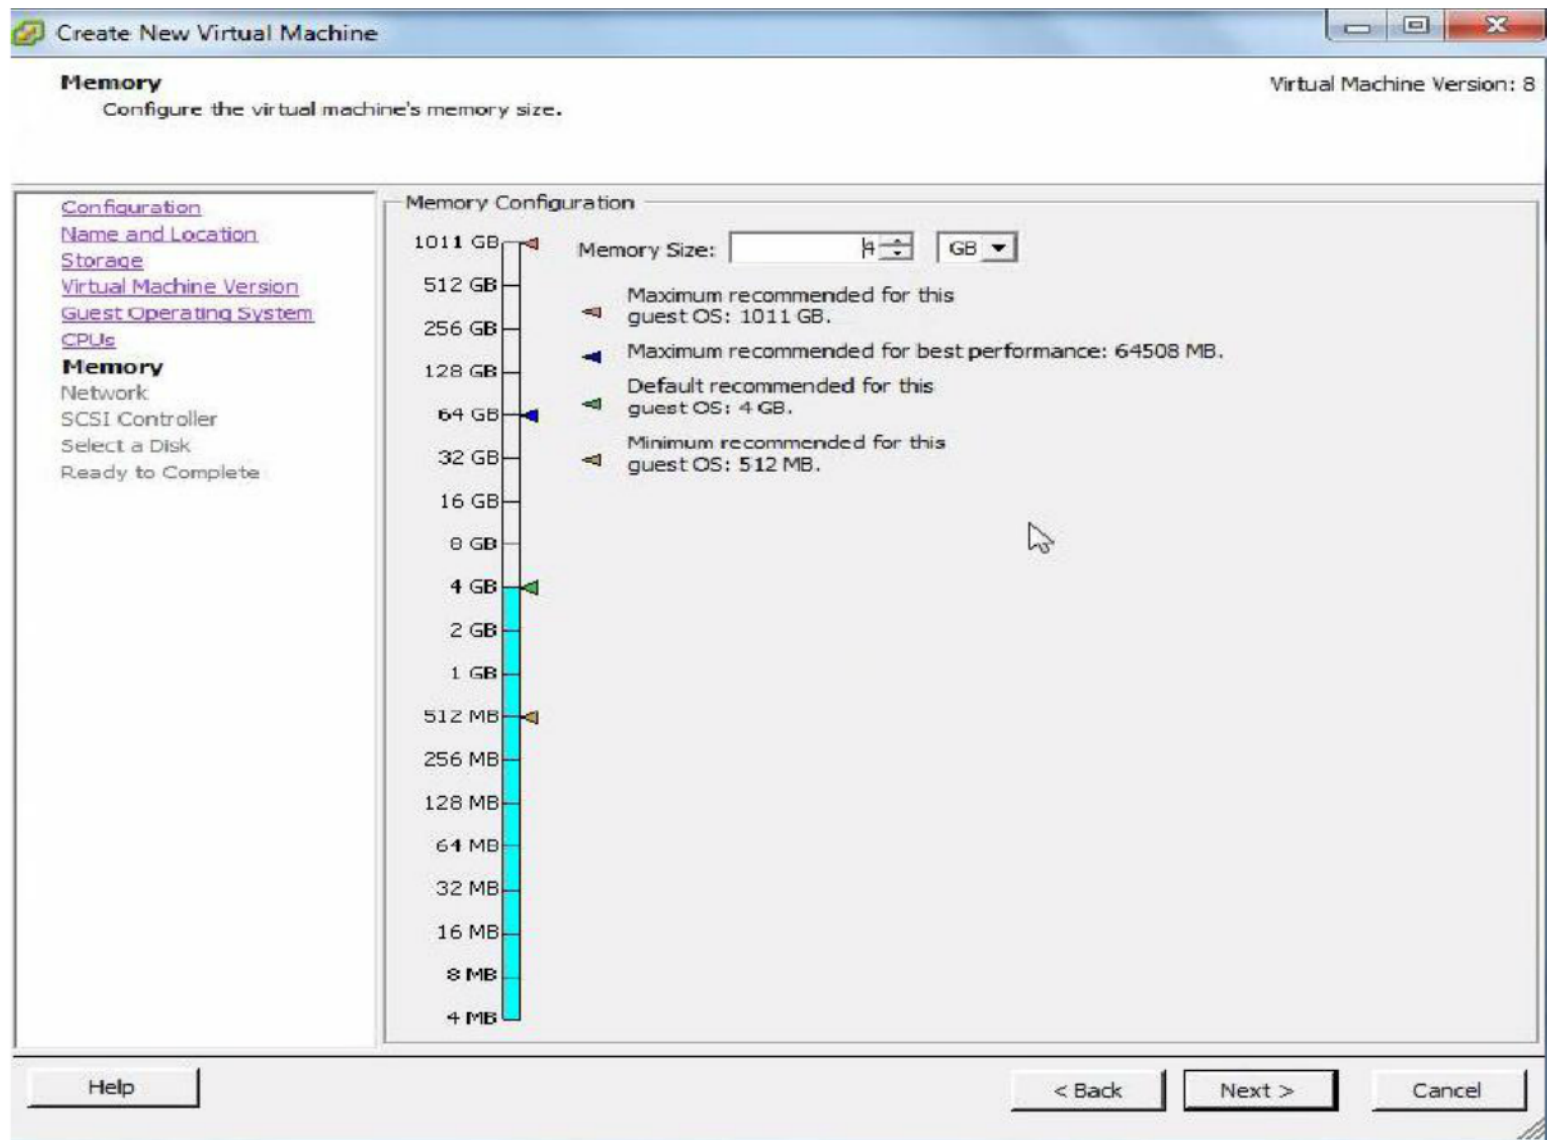 Create New Virtual Machine
Memory
Configure the virtual machine's memory size.
Virtual Machine Version: 8
Configuration
Name and Location
Storage
Virtual Machine Version
Guest Operating System
CPUs
Memory
Network
SCSI Controller
Select a Disk
Ready to Complete
Memory Configuration
1011 GB
512 GB
256 GB
128 GB
64 GB
32 GB
16 GB
8 GB
4 GB
2 GB
1 GB
512 MB
256 MB
128 MB
64 MB
32 MB
16 MB
8 MB
4 MB
Memory Size: 4 GB
Maximum recommended for this
guest OS: 1011 GB.
Maximum recommended for best performance: 64508 MB.
Default recommended for this
guest OS: 4 GB.
Minimum recommended for this
guest OS: 512 MB.
Help
< Back
Next >
Cancel